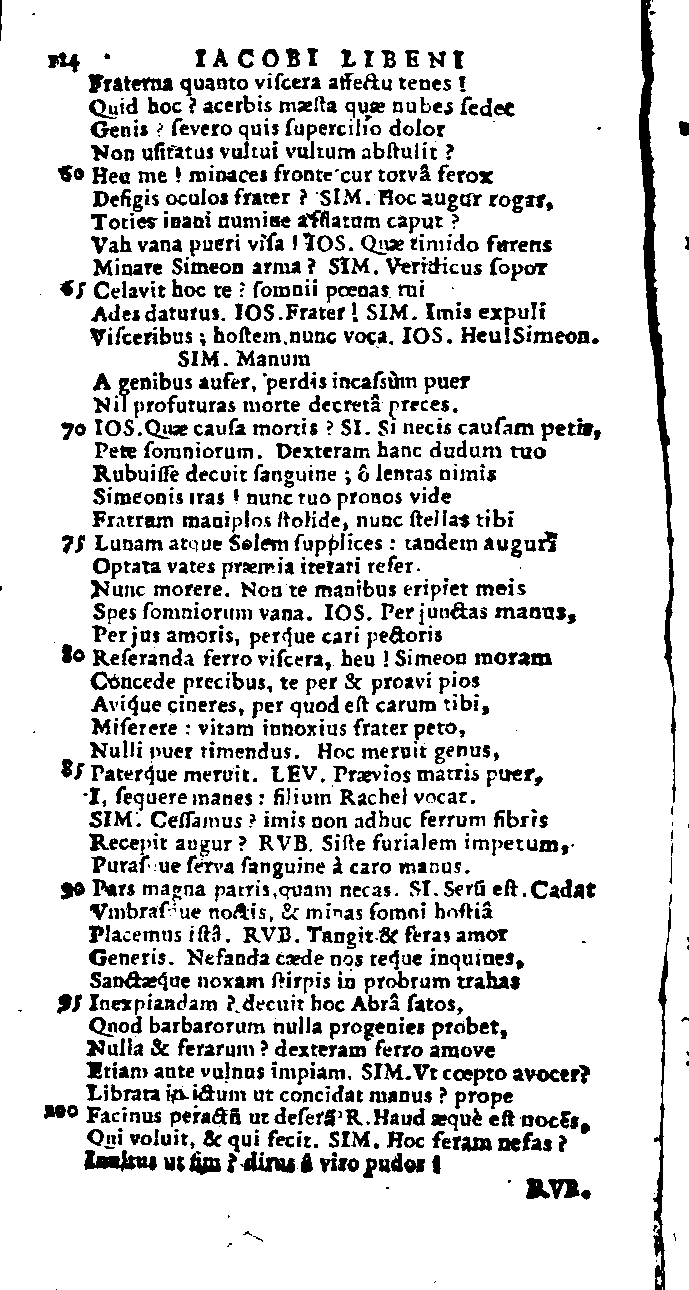 114 IACOBI LIBENI
Fraterna quanto viſcera affectu tenes !
Quid hoc ? acerbis mæſta quæ nubes ſedet
Genis ? ſevero quis ſupercilio dolor
Non uſitatus vultui vultum abſtulit ?
60 Heu me ! minaces fronte cur torvâ ferox
Defigis oculos frater ? SIM. Hoc augur rogas,
Toties inani numine afflatum caput ?
Vah vana pueri viſa ! IOS. Quæ timido furens
Minare Simeon arma ? SIM. Veridicus ſopor
65 Celavit hoc te ? ſomnii pœnas mi
Ades daturus. IOS.Frater ! SIM. Imis expuli
Viſceribus ; hoſtem nunc voca. IOS. Heu!Simeon.
SIM. Manum
A genibus aufer, perdis incaſsùm puer
Nil profuturas morte decretâ preces.
70 IOS.Quæ cauſa mortis ? SI. Si necis cauſam petis,
Pete ſomniorum. Dexteram hanc dudum tuo
Rubuiſſe decuit ſanguine ; ô lentas nimis
Simeonis iras ! nunc tuo pronos vide
Fratrum maniplos ſtolide, nunc ſtellas tibi
75 Lunam atque Solem ſupplices : tandem augurii
Optata vates præmia iterari refer.
Nunc morere. Non te manibus eripiet meis
Spes ſomniorum vana. IOS. Per junctas manus,
Per jus amoris, perque cari pectoris
80 Reſeranda ferro viſcera, heu ! Simeon moram
Concede precibus, te per & proavi pios
Avique cineres, per quod eſt carum tibi,
Miſerere : vitam innoxius frater peto,
Nulli puer timendus. Hoc meruit genus,
85 Paterque meruit. LEV. Prævios matris puer,
I, ſequere manes : filium Rachel vocat.
SIM. Ceſſamus ? imis non adhuc ferrum fibris
Recepit augur ? RVB. Siſte furialem impetum,
Puraſque ſerva ſanguine à caro manus.
90 Pars magna patris,quam necas. SI. Serũ eſt. Cadat
Vmbraſque noctis, & minas ſomni hoſtiâ
Placemus iſtâ. RVB. Tangit & feras amor
Generis. Nefanda cæde nos teque inquines,
Sanctæque noxam ſtirpis in probrum trahas
95 Inexpiandam ? decuit hoc Abrâ ſatos,
Quod barbarorum nulla progenies probet,
Nulla & ferarum ? dexteram ferro amove
Etiam ante vulnus impiam. SIM.Vt cœpto avocer?
Librata in ictum ut concidat manus ? prope
100 Facinus peractũ ut deferã ? R.Haud æquè eſt nocẽs,
Qui voluit, & qui fecit. SIM. Hoc feram nefas ?
Inultus ut ſim ? dirus â viro pudor !
RVB.